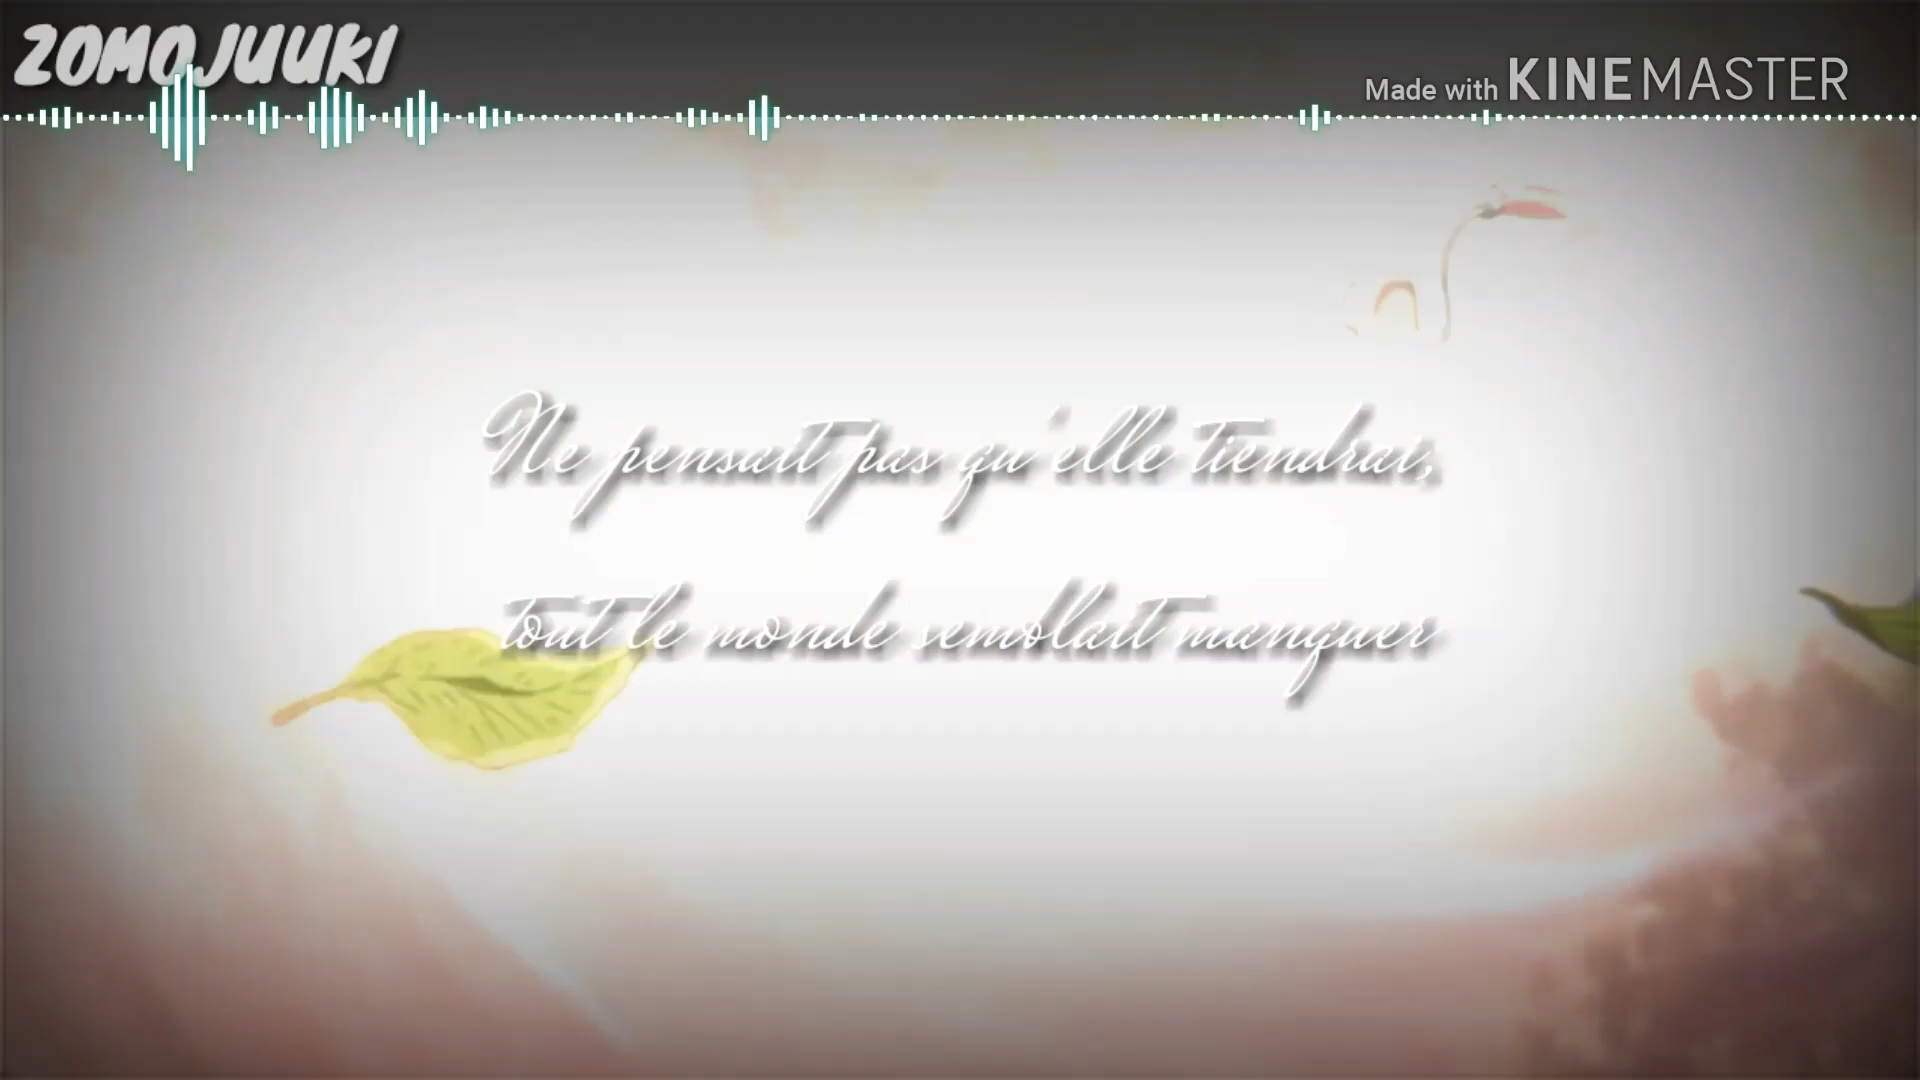 ZOMOJUUKI
Made with KINEMASTER
Ne pensait pas qu'elle tiendrai,
tout le monde semblait manquer